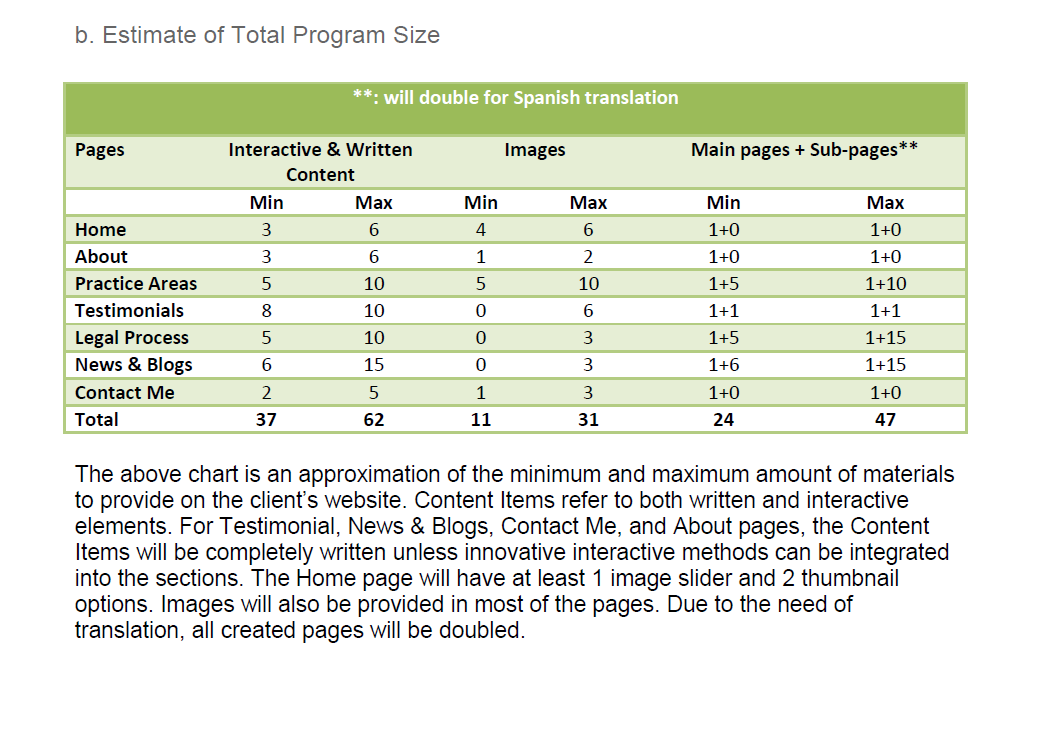 b. Estimate of Total Program Size
**: will double for Spanish translation
Pages Interactive & Written Content Images Main pages + Sub-pages**
Min Max Min Max Min Max
Home 3 6 4 6 1+0 1+0
About 3 6 1 2 1+0 1+0
Practice Areas 5 10 5 10 1+5 1+10
Testimonials 8 10 0 6 1+1 1+1
Legal Process 5 10 0 3 1+5 1+15
News & Blogs 6 15 0 3 1+6 1+15
Contact Me 2 5 1 3 1+0 1+0
Total 37 62 11 31 24 47
The above chart is an approximation of the minimum and maximum amount of materials
to provide on the client’s website. Content Items refer to both written and interactive
elements. For Testimonial, News & Blogs, Contact Me, and About pages, the Content
Items will be completely written unless innovative interactive methods can be integrated
into the sections. The Home page will have at least 1 image slider and 2 thumbnail
options. Images will also be provided in most of the pages. Due to the need of
translation, all created pages will be doubled.